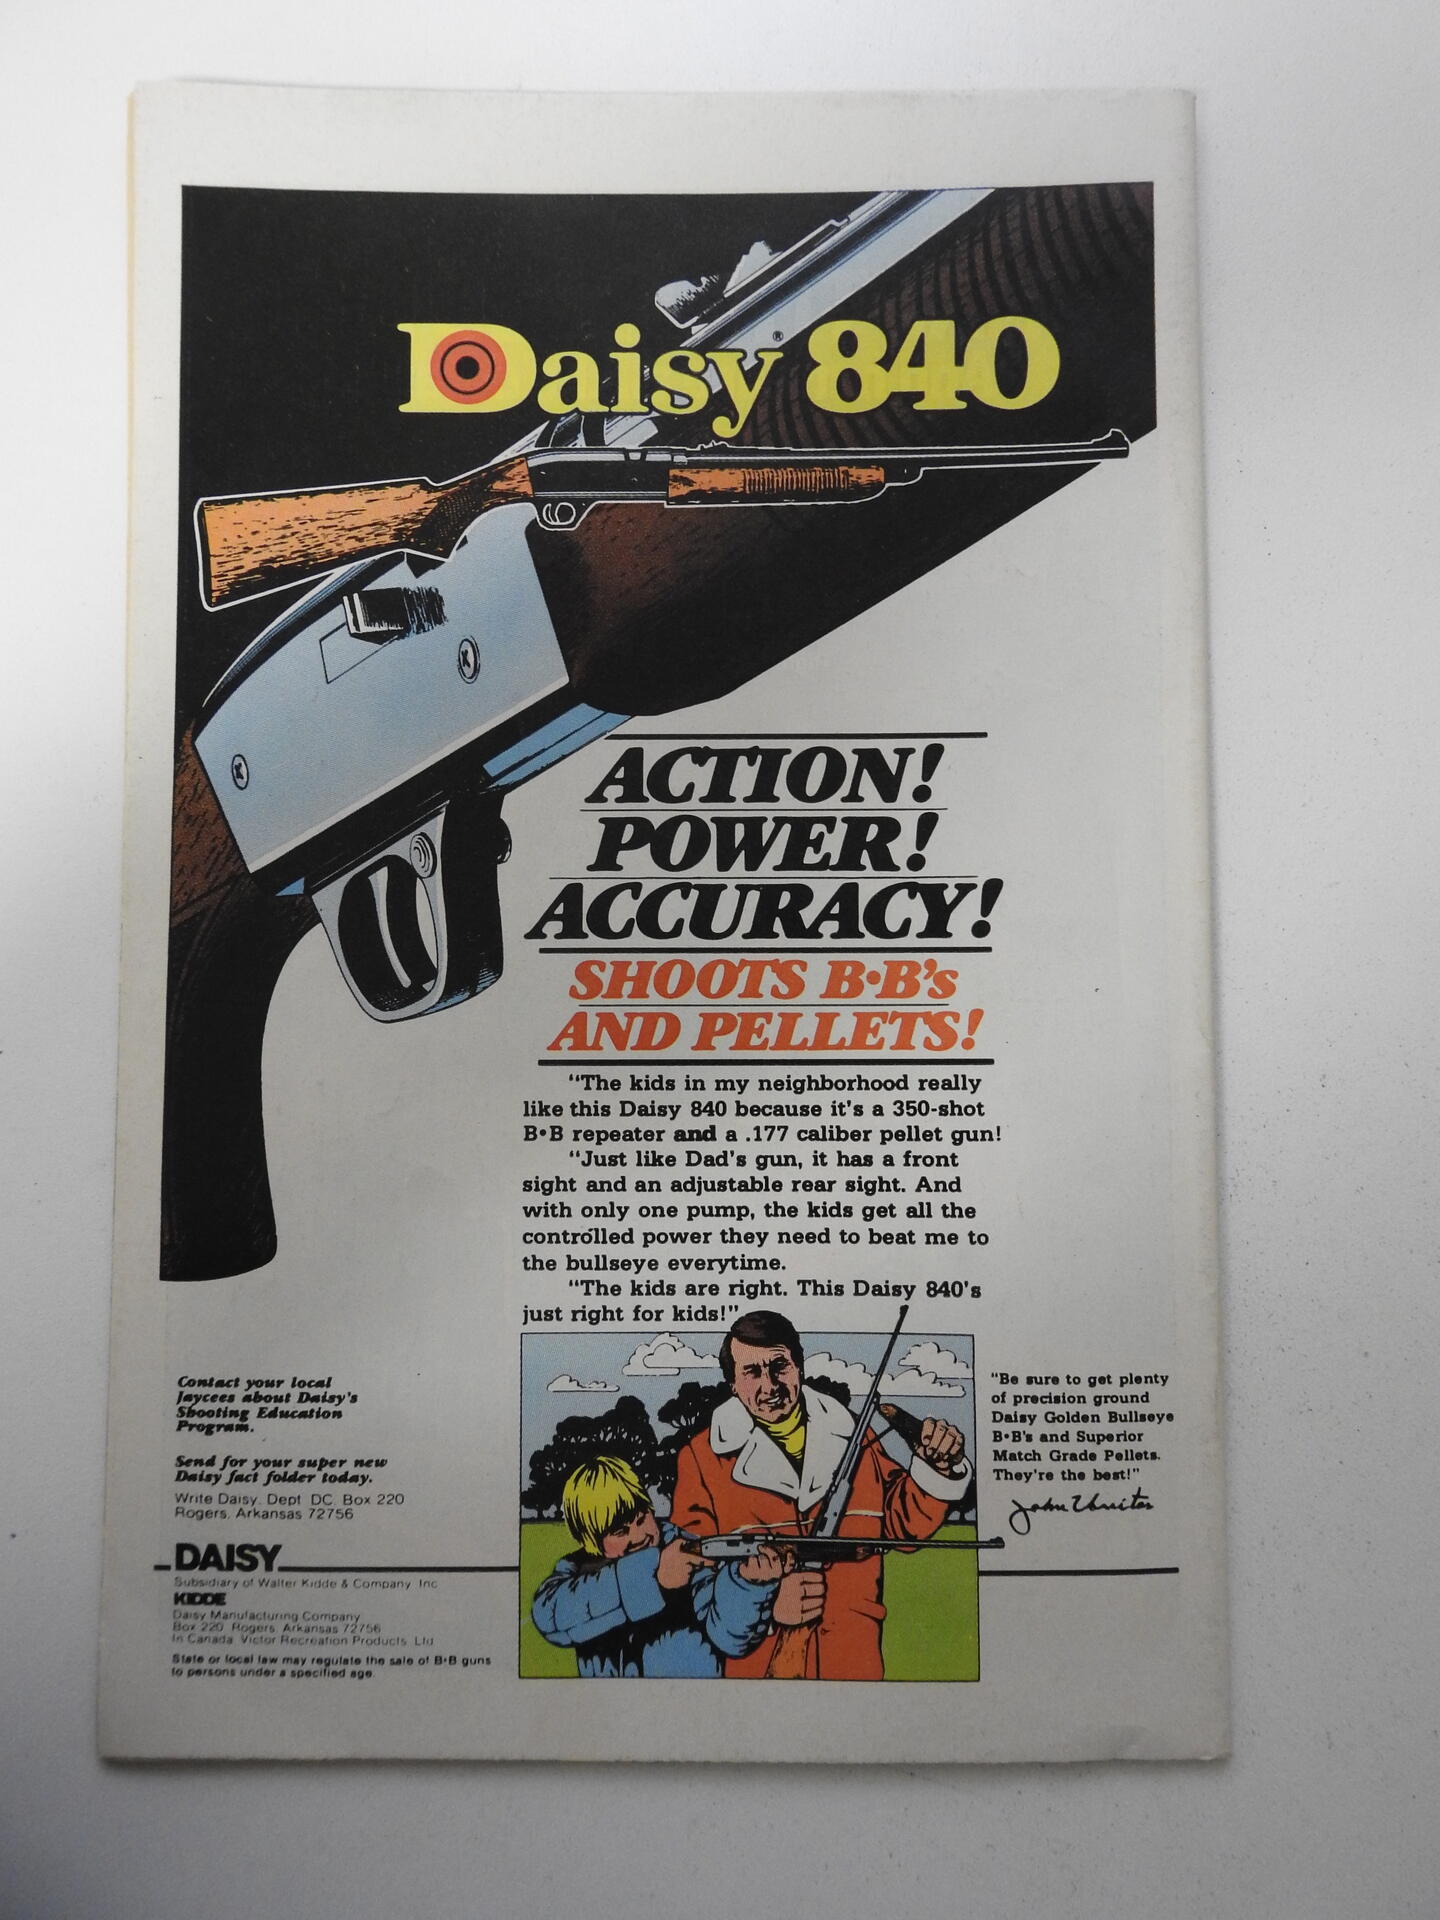 Daisy® 840
ACTION!
POWER!
ACCURACY!
SHOOTS B•B's
AND PELLETS!
"The kids in my neighborhood really
like this Daisy 840 because it's a 350-shot
B•B repeater and a .177 caliber pellet gun!
"Just like Dad's gun, it has a front
sight and an adjustable rear sight. And
with only one pump, the kids get all the
controlled power they need to beat me to
the bullseye everytime.
"The kids are right. This Daisy 840's
just right for kids!"
"Be sure to get plenty
of precision ground
Daisy Golden Bullseye
B•B's and Superior
Match Grade Pellets.
They're the best!"
Contact your local
Jaycees about Daisy's
Shooting Education
Program.
Send for your super new
Daisy fact folder today.
Write Daisy, Dept DC, Box 220
Rogers, Arkansas 72756
DAISY
Subsidiary of Walter Kidde & Company Inc
KIDDE
Daisy Manufacturing Company
Box 220 Rogers Arkansas 72756
In Canada Victor Recreation Products Ltd
State or local law may regulate the sale of B•B guns
to persons under a specified age.